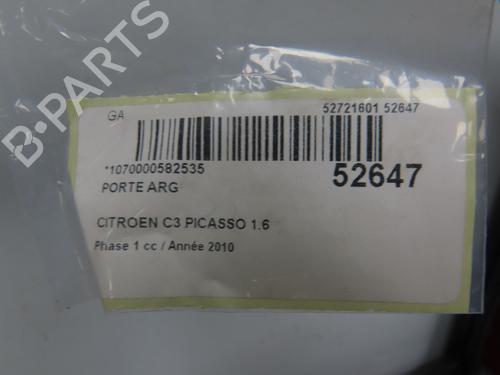 B-PARTS
GA
52721601 52647
*1070000582535
52647
PORTE ARG
CITROEN C3 PICASSO 1.6
Phase 1 cc / Année 2010